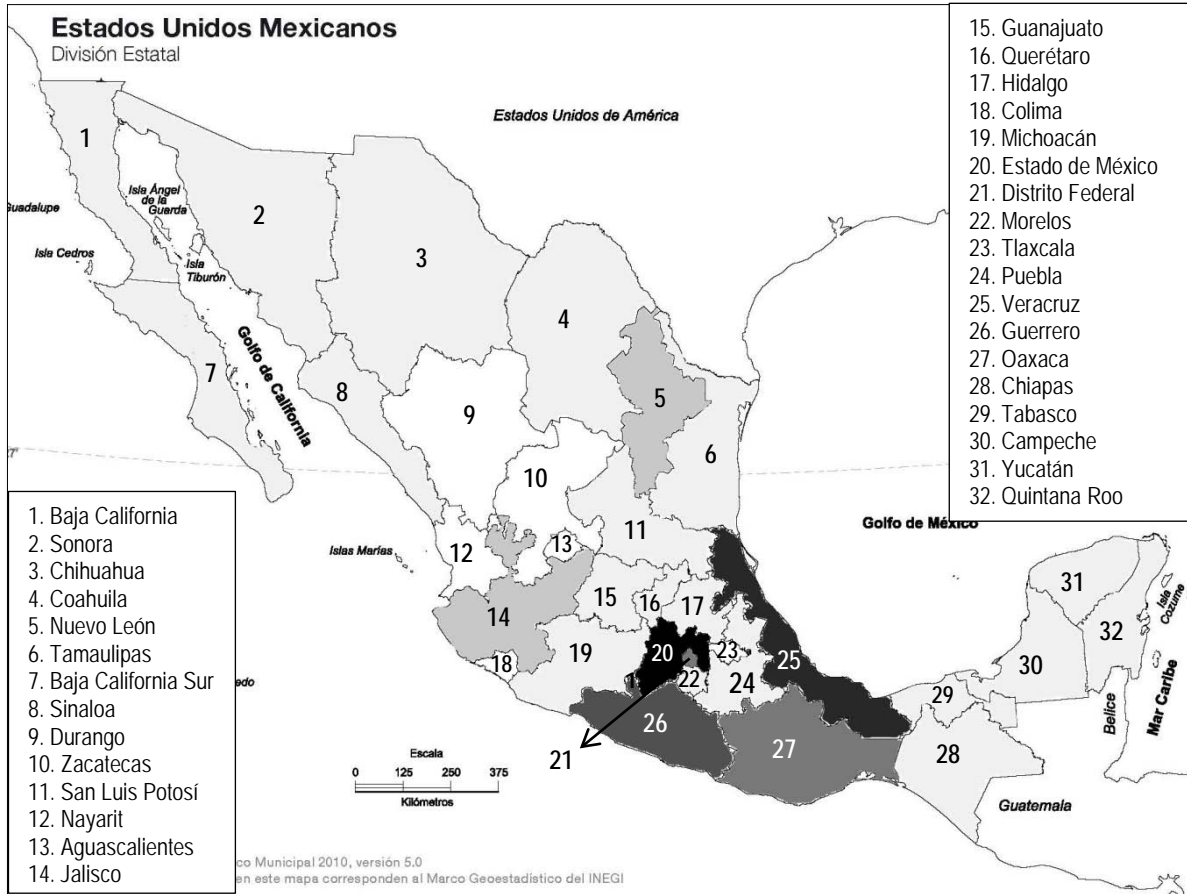 Estados Unidos Mexicanos
División Estatal
Estados Unidos de América
Isla Ángel
de la
Guarda
Guadalupe
Isla Cedros
Isla
Tiburón
Golfo de California
Islas Marías
Golfo de México
Isla Cozume
Mar Caribe
Belice
Guatemala
1
2
3
4
5
6
7
8
9
10
11
12
13
14
15
16
17
18
19
20
21
22
23
24
25
26
27
28
29
30
31
32
1
Escala
0 125 250 375
Kilómetros
1. Baja California
2. Sonora
3. Chihuahua
4. Coahuila
5. Nuevo León
6. Tamaulipas
7. Baja California Sur
8. Sinaloa
9. Durango
10. Zacatecas
11. San Luis Potosí
12. Nayarit
13. Aguascalientes
14. Jalisco
15. Guanajuato
16. Querétaro
17. Hidalgo
18. Colima
19. Michoacán
20. Estado de México
21. Distrito Federal
22. Morelos
23. Tlaxcala
24. Puebla
25. Veracruz
26. Guerrero
27. Oaxaca
28. Chiapas
29. Tabasco
30. Campeche
31. Yucatán
32. Quintana Roo
edo
co Municipal 2010, versión 5.0
en este mapa corresponden al Marco Geoestadístico del INEGI